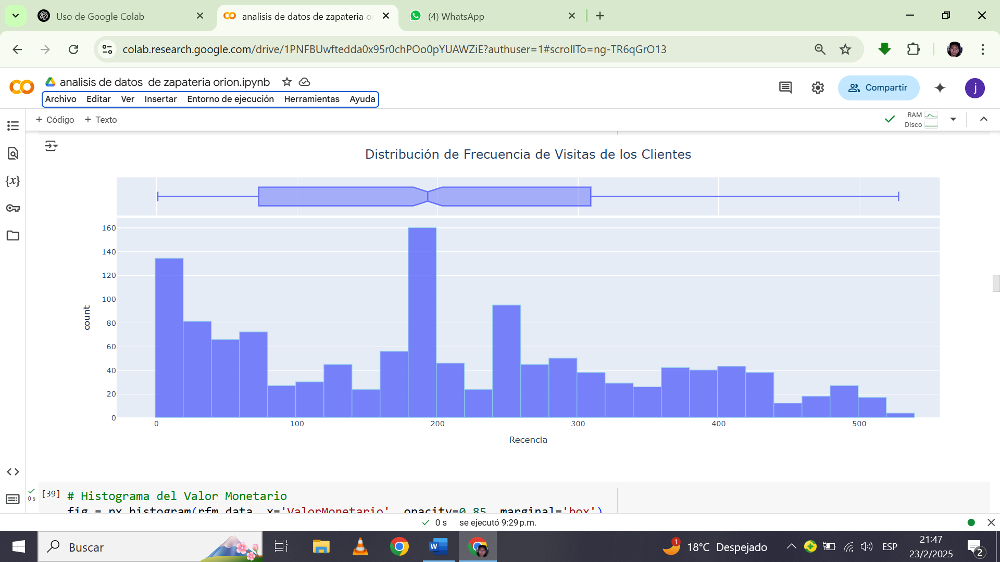 Uso de Google Colab
analisis de datos de zapateria o
(4) WhatsApp
colab.research.google.com/drive/1PNFBUwftedda0x95r0chPOo0pYUAWZiE?authuser=1#scrollTo=ng-TR6qGrO13
analisis de datos  de zapateria orion.ipynb
Compartir
j
Archivo Editar Ver Insertar Entorno de ejecución Herramientas Ayuda
+ Código + Texto
RAM
Disco
{x}
Distribución de Frecuencia de Visitas de los Clientes
160
140
120
100
80
60
40
20
0
count
0 100 200 300 400 500
Recencia
[39]
0 s
# Histograma del Valor Monetario
fig = px.histogram(rfm_data, x='ValorMonetario', opacity=0.85, marginal='box')
0 s se ejecutó 9:29 p.m.
Buscar
W
1
18°C Despejado
ESP
21:47
23/2/2025
2